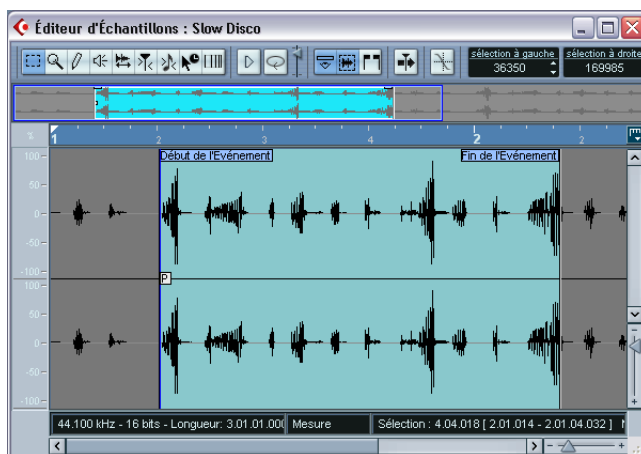 Éditeur d'Échantillons : Slow Disco
sélection à gauche
36350
sélection à droite
169985
%
1 2 3 4 2 2
100
Début de l'Evénement
Fin de l'Evénement
50
0
-50
-100
P
100
50
0
-50
-100
44.100 kHz - 16 bits - Longueur: 3.01.01.000
Mesure
Sélection : 4.04.018 [ 2.01.014 - 2.01.04.032 ]